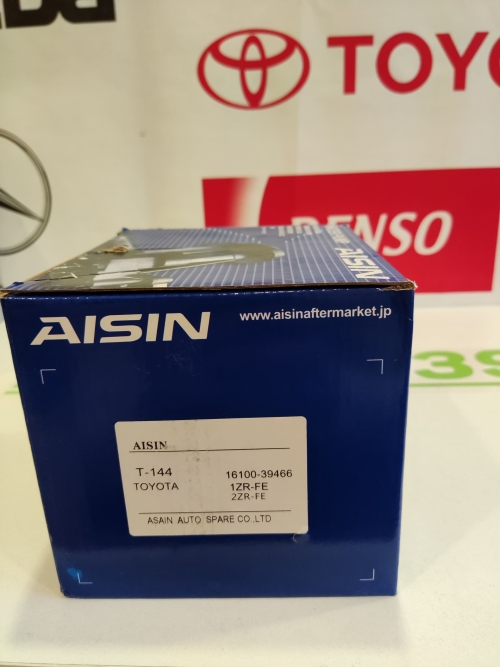 TOYO
DENSO
AISIN
AISIN
www.aisinaftermarket.jp
39
AISIN
T-144 16100-39466
TOYOTA 1ZR-FE
2ZR-FE
ASAIN AUTO SPARE CO.,LTD